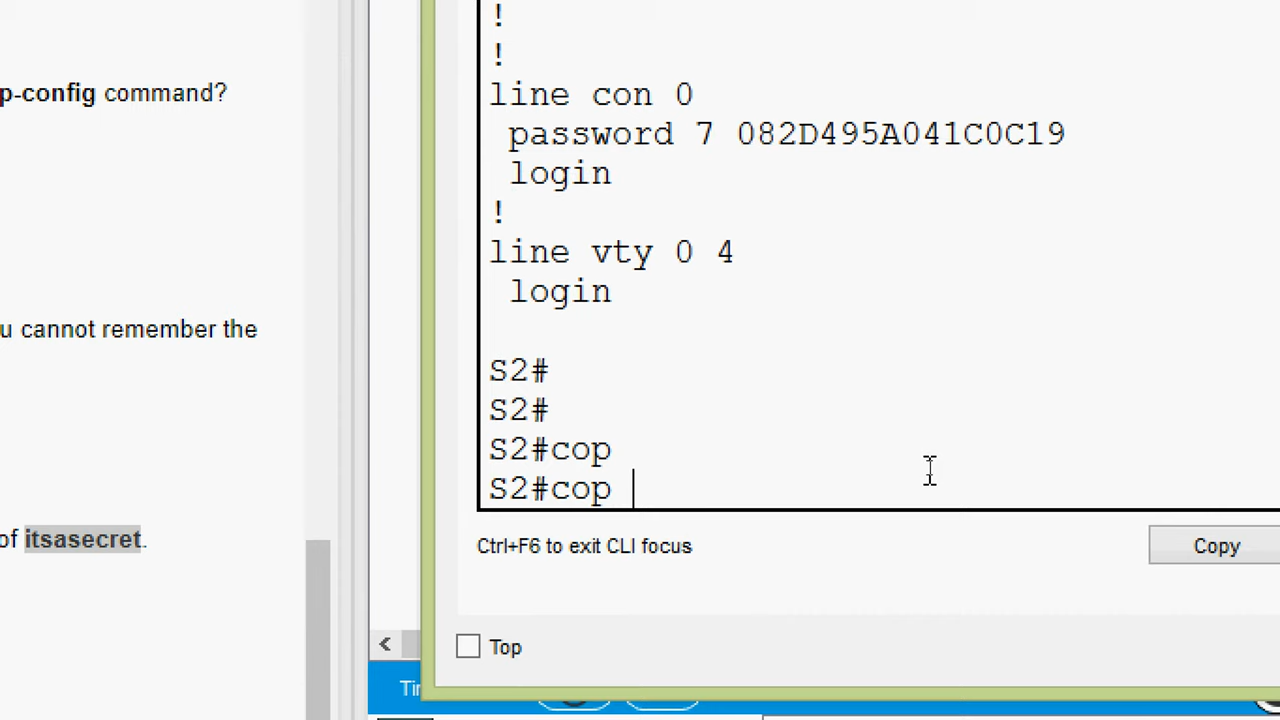 p-config command?
u cannot remember the
of itsasecret.
!
!
line con 0
password 7 082D495A041C0C19
login
!
line vty 0 4
login
S2#
S2#
S2#cop
S2#cop
Ctrl+F6 to exit CLI focus
Copy
Top